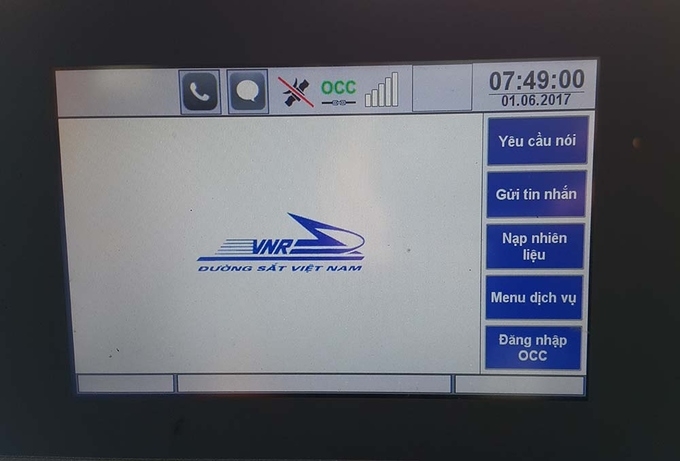 OCC
07:49:00
01.06.2017
Yêu cầu nói
Gửi tin nhắn
Nạp nhiên
liệu
Menu dịch vụ
Đăng nhập
OCC
VNR
ĐƯỜNG SẮT VIỆT NAM